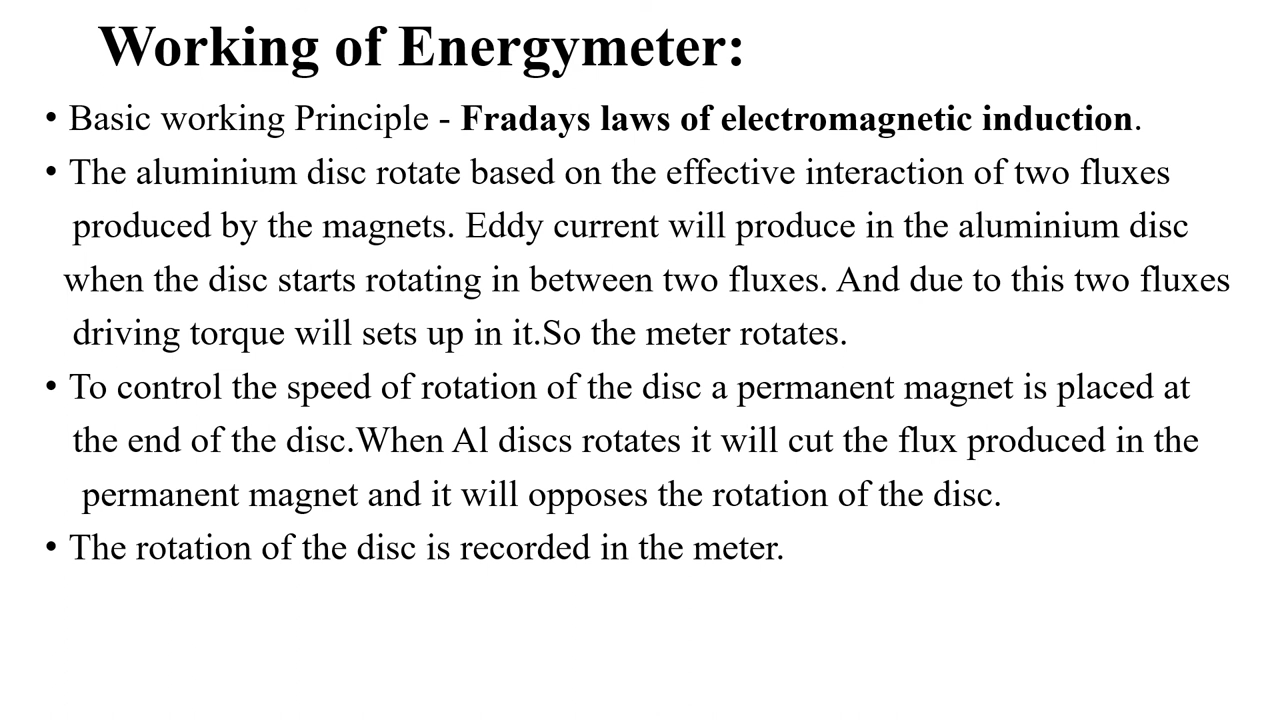 Working of Energymeter:
• Basic working Principle - Fradays laws of electromagnetic induction.
• The aluminium disc rotate based on the effective interaction of two fluxes
produced by the magnets. Eddy current will produce in the aluminium disc
when the disc starts rotating in between two fluxes. And due to this two fluxes
driving torque will sets up in it.So the meter rotates.
• To control the speed of rotation of the disc a permanent magnet is placed at
the end of the disc.When Al discs rotates it will cut the flux produced in the
permanent magnet and it will opposes the rotation of the disc.
• The rotation of the disc is recorded in the meter.